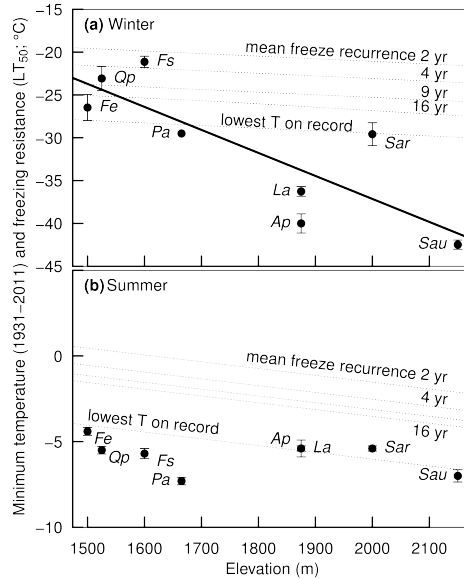 Minimum temperature (1931–2011) and freezing resistance (LT50; °C)
−15
−20
−25
−30
−35
−40
−45
(a) Winter
mean freeze recurrence 2 yr
4 yr
9 yr
16 yr
lowest T on record
Fs
Qp
Fe
Pa
Sar
La
Ap
Sau
(b) Summer
0
−5
−10
mean freeze recurrence 2 yr
4 yr
16 yr
lowest T on record
Fe
Qp
Fs
Pa
Ap
La
Sar
Sau
1500 1600 1700 1800 1900 2000 2100
Elevation (m)